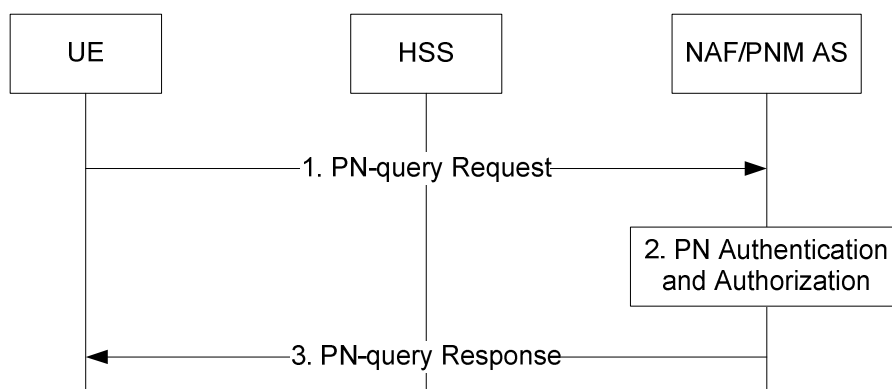 UE
HSS
NAF/PNM AS
1. PN-query Request
2. PN Authentication
and Authorization
3. PN-query Response